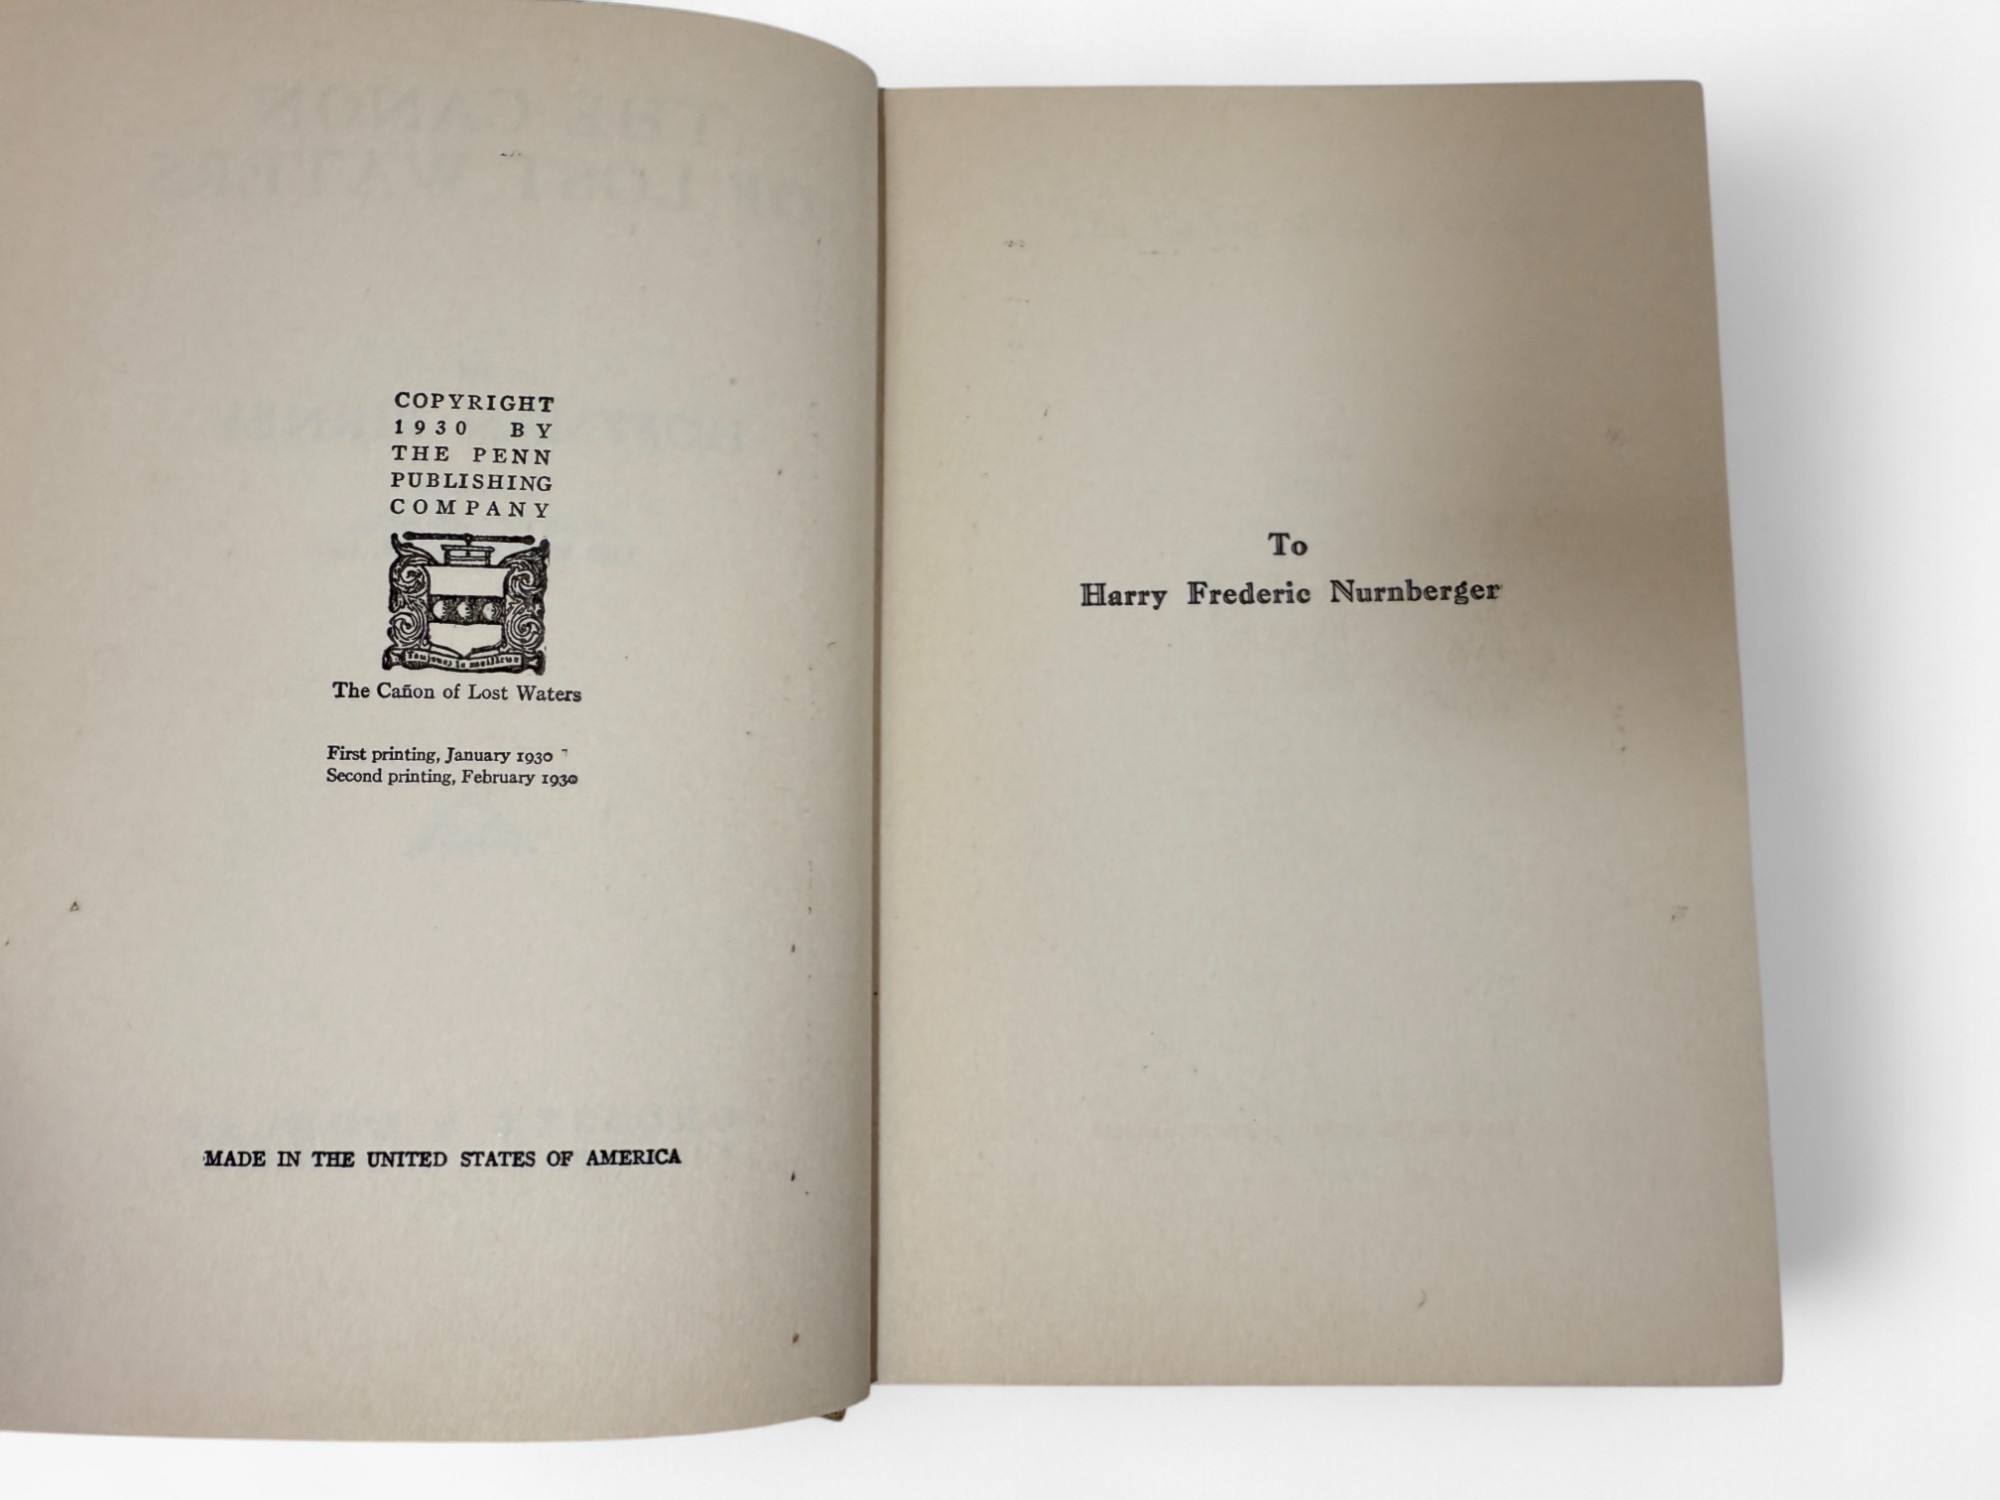 COPYRIGHT
1930 BY
THE PENN
PUBLISHING
COMPANY
Toujours le meilleur
The Cañon of Lost Waters
First printing, January 1930
Second printing, February 1930
MADE IN THE UNITED STATES OF AMERICA
To
Harry Frederic Nurnberger